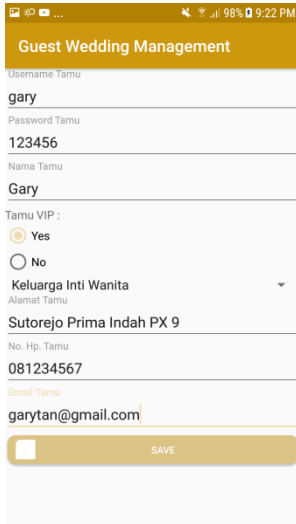 98% 9:22 PM
Guest Wedding Management
Username Tamu
gary
Password Tamu
123456
Nama Tamu
Gary
Tamu VIP :
Yes
No
Keluarga Inti Wanita
Alamat Tamu
Sutorejo Prima Indah PX 9
No. Hp. Tamu
081234567
Email Tamu
garytan@gmail.com
SAVE